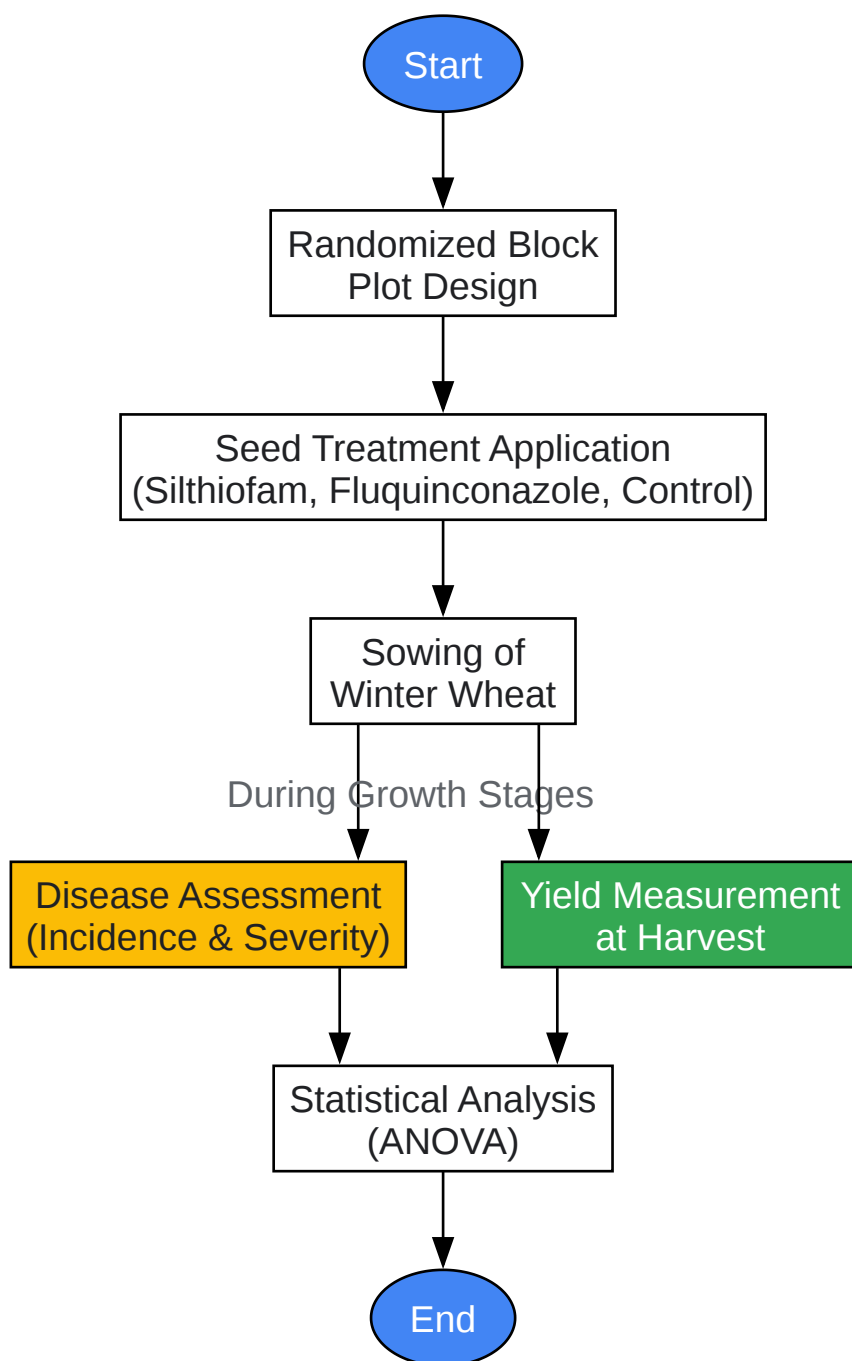 Start
Randomized Block
Plot Design
Seed Treatment Application
(Silthiofam, Fluquinconazole, Control)
Sowing of
Winter Wheat
During Growth Stages
Disease Assessment
(Incidence & Severity)
Yield Measurement
at Harvest
Statistical Analysis
(ANOVA)
End